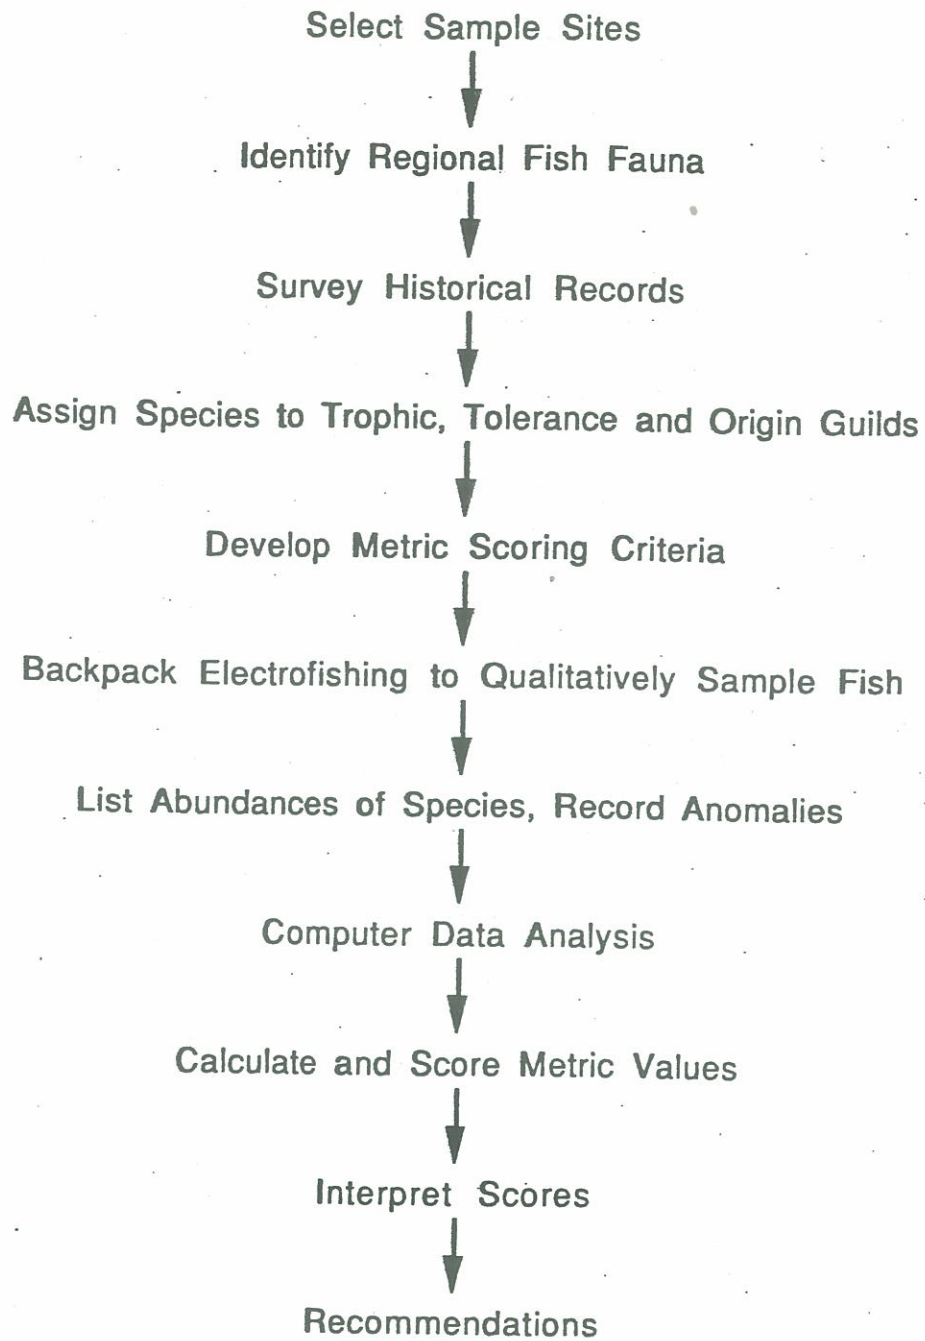 Select Sample Sites
Identify Regional Fish Fauna
Survey Historical Records
Assign Species to Trophic, Tolerance and Origin Guilds
Develop Metric Scoring Criteria
Backpack Electrofishing to Qualitatively Sample Fish
List Abundances of Species, Record Anomalies
Computer Data Analysis
Calculate and Score Metric Values
Interpret Scores
Recommendations